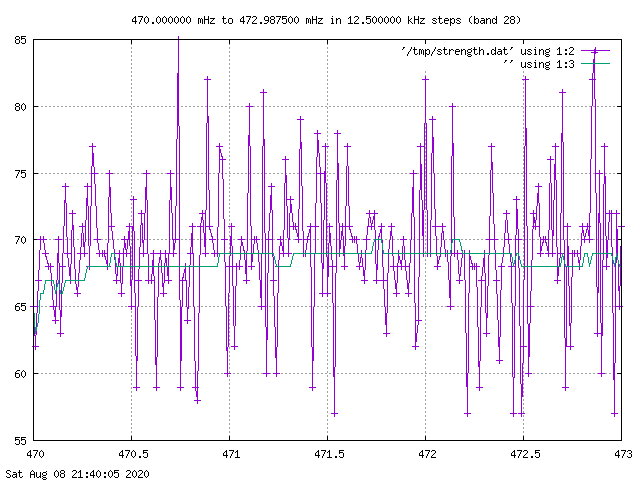 470.000000 mHz to 472.987500 mHz in 12.500000 kHz steps (band 28)
'/tmp/strength.dat' using 1:2
'' using 1:3
85
80
75
70
65
60
55
470 470.5 471 471.5 472 472.5 473
Sat Aug 08 21:40:05 2020